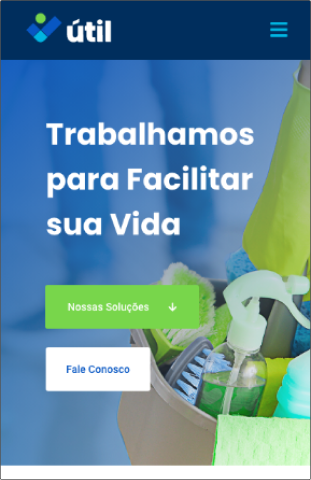 útil
Trabalhamos
para Facilitar
sua Vida
Nossas Soluções
Fale Conosco